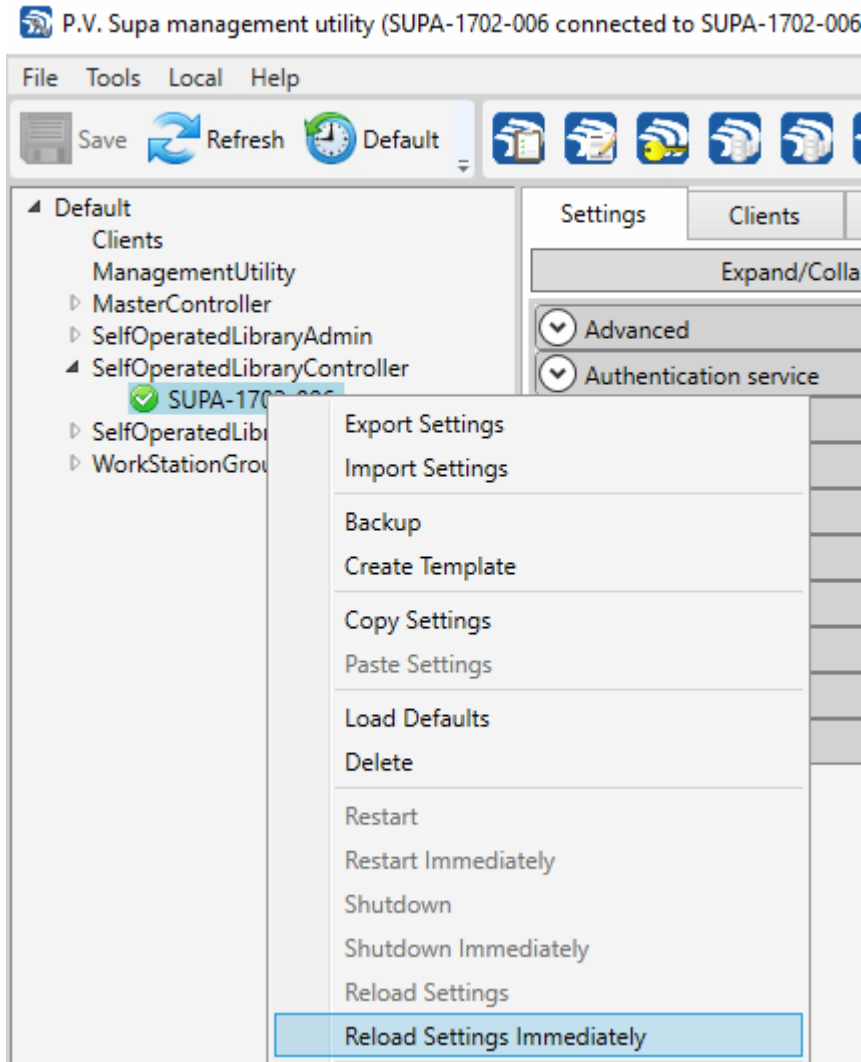 P.V. Supa management utility (SUPA-1702-006 connected to SUPA-1702-006
File Tools Local Help
Save Refresh Default
Default
Clients
ManagementUtility
MasterController
SelfOperatedLibraryAdmin
SelfOperatedLibraryController
SUPA-1702-006
SelfOperatedLibr
WorkStationGrou
Settings Clients
Expand/Colla
Advanced
Authentication service
Export Settings
Import Settings
Backup
Create Template
Copy Settings
Paste Settings
Load Defaults
Delete
Restart
Restart Immediately
Shutdown
Shutdown Immediately
Reload Settings
Reload Settings Immediately